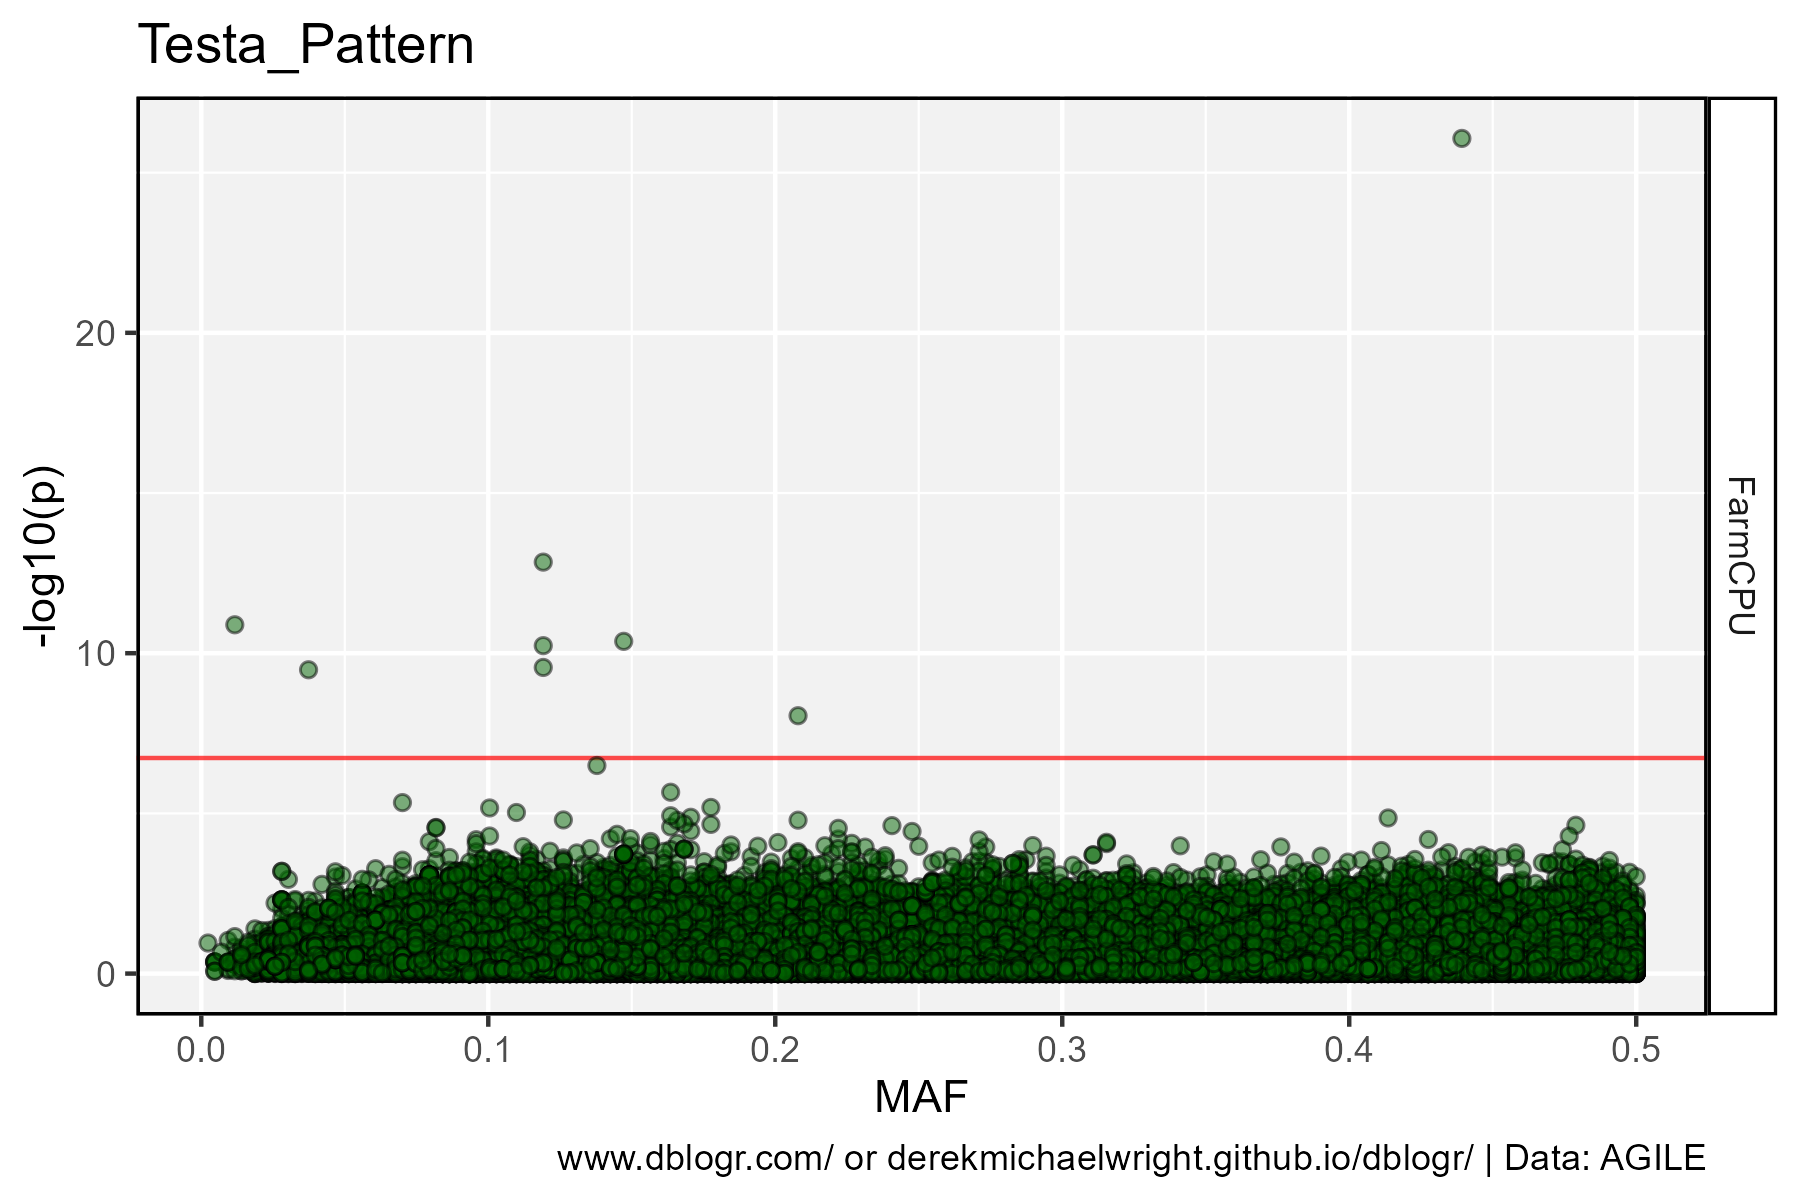 Testa_Pattern
-log10(p)
20
10
0
FarmCPU
0.0 0.1 0.2 0.3 0.4 0.5
MAF
www.dblogr.com/ or derekmichaelwright.github.io/dblogr/ | Data: AGILE